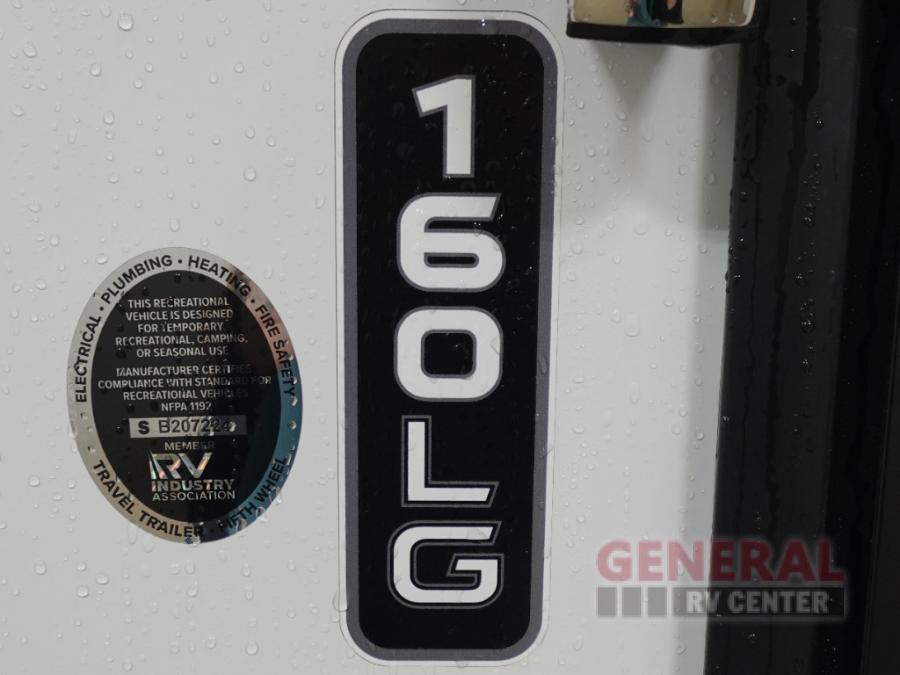 ELECTRICAL • PLUMBING • HEATING • FIRE SAFETY
THIS RECREATIONAL
VEHICLE IS DESIGNED
FOR TEMPORARY
RECREATIONAL, CAMPING,
OR SEASONAL USE
MANUFACTURER CERTIFIES
COMPLIANCE WITH STANDARD FOR
RECREATIONAL VEHICLES
NFPA 1192
S B207224
MEMBER
RV
INDUSTRY
ASSOCIATION
TRAVEL TRAILER • FIFTH WHEEL
1
6
0
L
G
GENERAL
RV CENTER